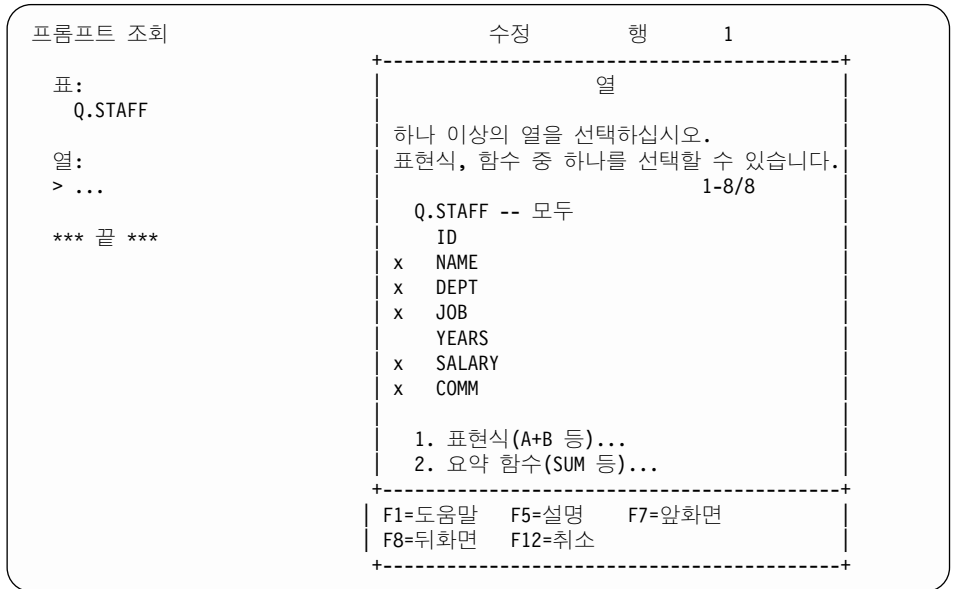 프롬프트 조회 수정 행 1
+-------------------------------------------+
표: | 열 |
Q.STAFF | |
| 하나 이상의 열을 선택하십시오. |
열: | 표현식, 함수 중 하나를 선택할 수 있습니다.|
> ... | 1-8/8 |
| Q.STAFF -- 모두 |
*** 끝 *** | ID |
| x NAME |
| x DEPT |
| x JOB |
| YEARS |
| x SALARY |
| x COMM |
| |
| 1. 표현식(A+B 등)... |
| 2. 요약 함수(SUM 등)... |
+-------------------------------------------+
| F1=도움말 F5=설명 F7=앞화면 |
| F8=뒤화면 F12=취소 |
+-------------------------------------------+